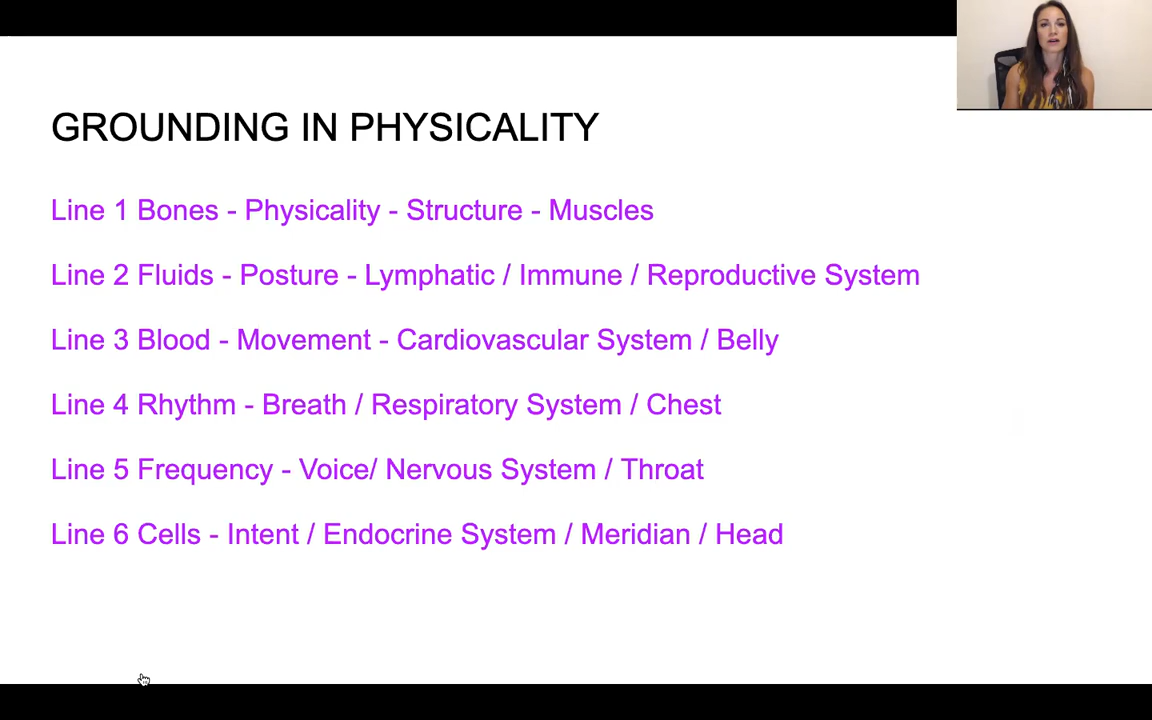 GROUNDING IN PHYSICALITY
Line 1 Bones - Physicality - Structure - Muscles
Line 2 Fluids - Posture - Lymphatic / Immune / Reproductive System
Line 3 Blood - Movement - Cardiovascular System / Belly
Line 4 Rhythm - Breath / Respiratory System / Chest
Line 5 Frequency - Voice/ Nervous System / Throat
Line 6 Cells - Intent / Endocrine System / Meridian / Head